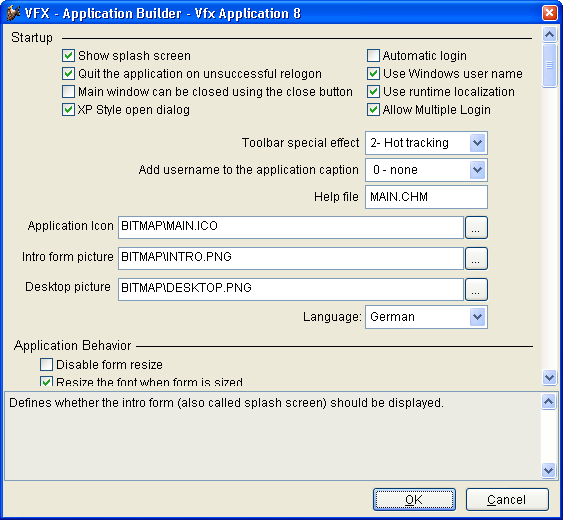 VFX - Application Builder - Vfx Application 8
Startup
Show splash screen
Automatic login
Quit the application on unsuccessful relogon
Use Windows user name
Main window can be closed using the close button
Use runtime localization
XP Style open dialog
Allow Multiple Login
Toolbar special effect 2- Hot tracking
Add username to the application caption 0 - none
Help file MAIN.CHM
Application Icon BITMAP\MAIN.ICO ...
Intro form picture BITMAP\INTRO.PNG ...
Desktop picture BITMAP\DESKTOP.PNG ...
Language: German
Application Behavior
Disable form resize
Resize the font when form is sized
Defines whether the intro form (also called splash screen) should be displayed.
OK Cancel